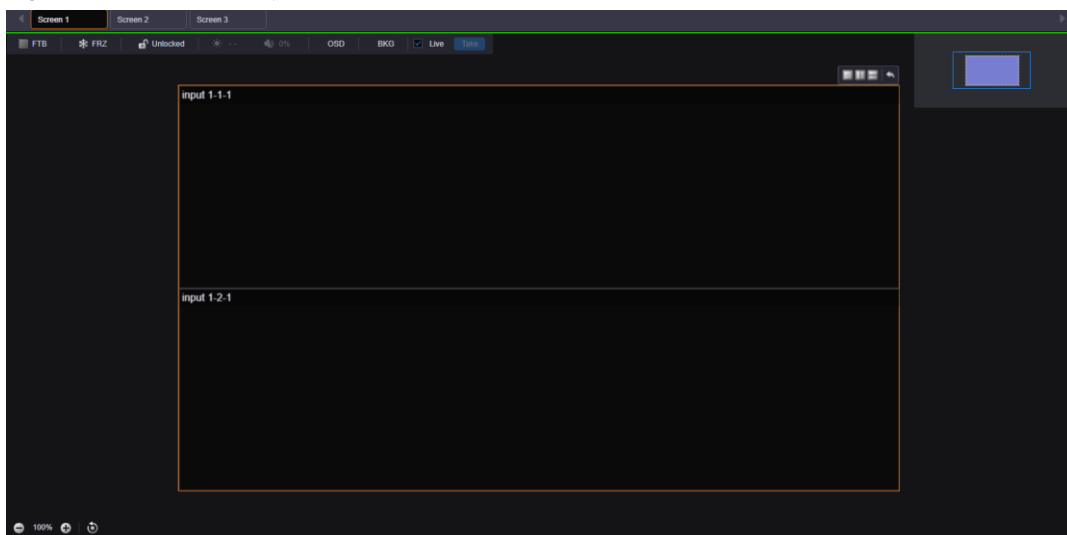 Screen 1 Screen 2 Screen 3
FTB FRZ Unlocked -- 0% OSD BKG Live Take
input 1-1-1
input 1-2-1
100%